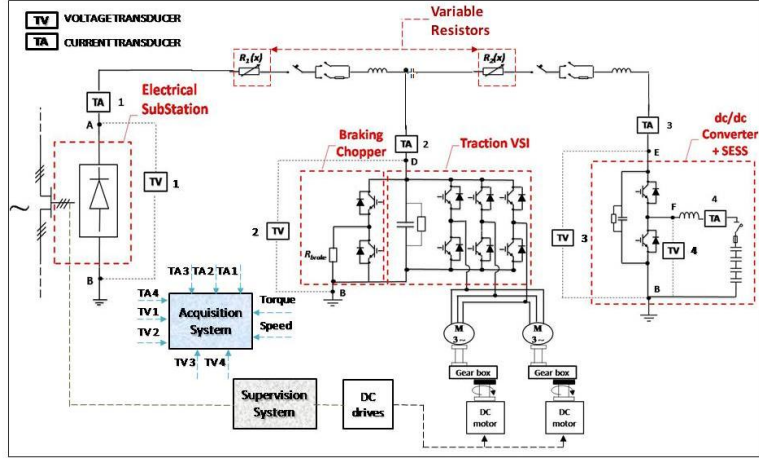 TV VOLTAGE TRANSDUCER
TA CURRENT TRANSDUCER
Variable
Resistors
R1(x)
R2(x)
Electrical
SubStation
TA 1
A
TV 1
B
Braking
Chopper
TA 2
D
Traction VSI
2 TV
Rbrake
B
dc/dc
Converter
+ SESS
TA 3
E
F
4
TA
TV 3
TV 4
B
~
TA3 TA2 TA1
TA4
TV1
TV2
Acquisition
System
Torque
Speed
TV3 TV4
M
3~
M
3~
Gear box
Gear box
DC
motor
DC
motor
Supervision
System
DC
drives